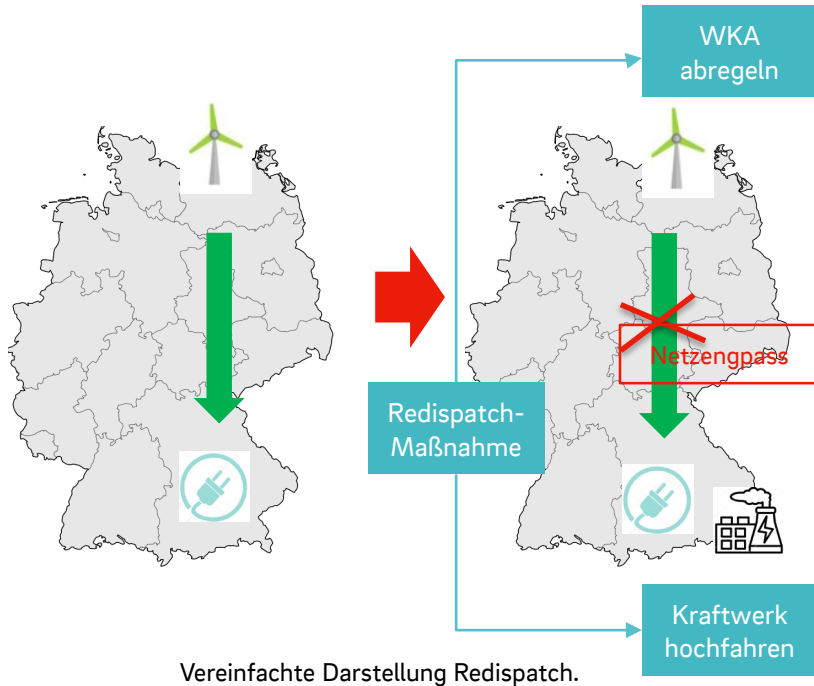 WKA
abregeln
Netzengpass
Redispatch-
Maßnahme
Kraftwerk
hochfahren
Vereinfachte Darstellung Redispatch.